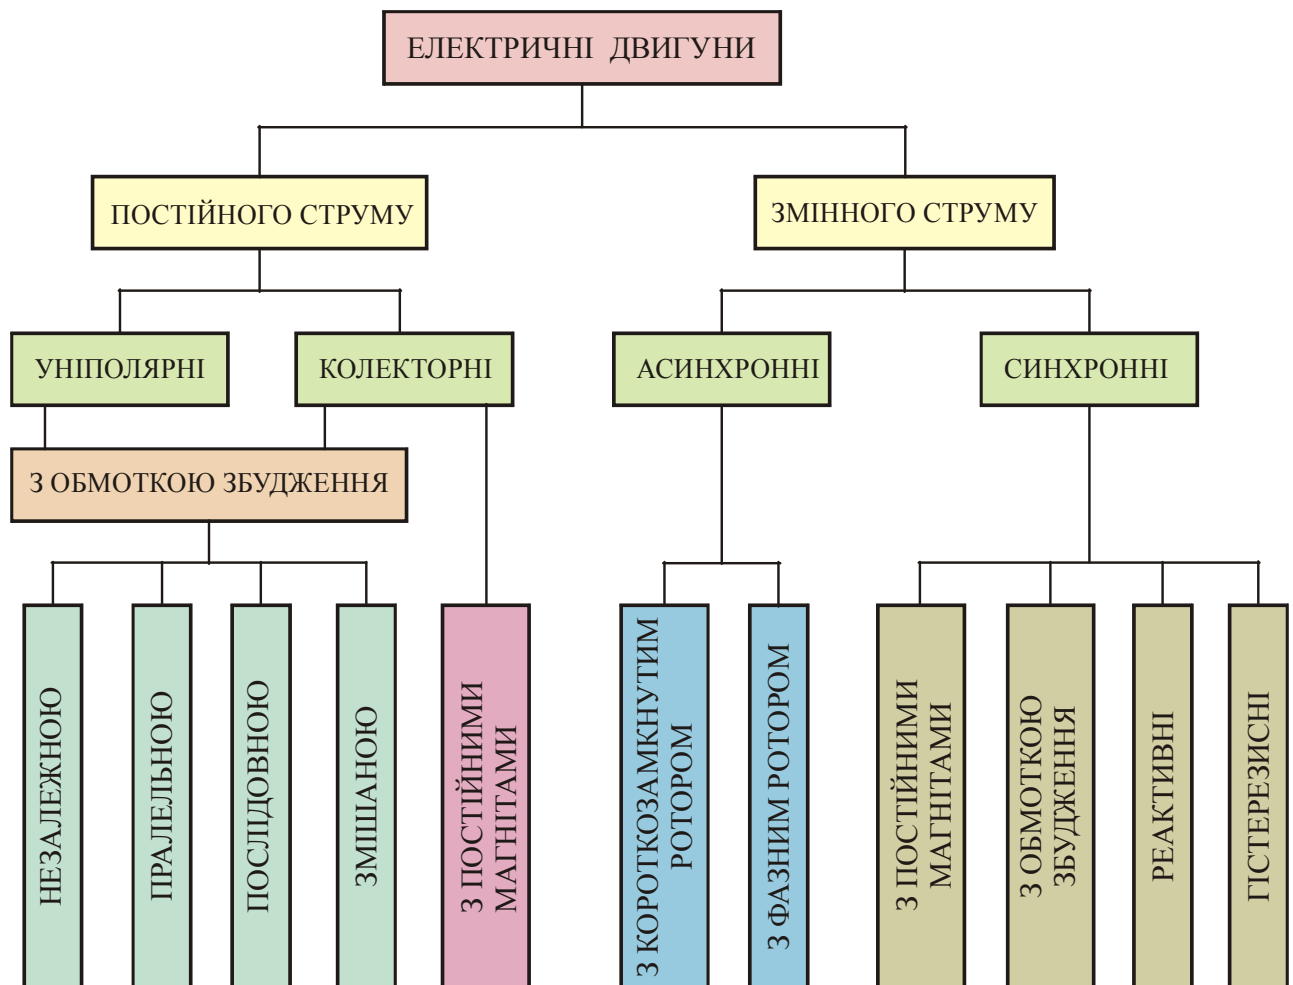 ЕЛЕКТРИЧНІ ДВИГУНИ
ПОСТІЙНОГО СТРУМУ
ЗМІННОГО СТРУМУ
УНІПОЛЯРНІ
КОЛЕКТОРНІ
АСИНХРОННІ
СИНХРОННІ
З ОБМОТКОЮ ЗБУДЖЕННЯ
НЕЗАЛЕЖНОЮ
ПРАЛЕЛЬНОЮ
ПОСЛІДОВНОЮ
ЗМІШАНОЮ
З ПОСТІЙНИМИ
МАГНІТАМИ
З КОРОТКОЗАМКНУТИМ
РОТОРОМ
З ФАЗНИМ РОТОРОМ
З ПОСТІЙНИМИ
МАГНІТАМИ
З ОБМОТКОЮ
ЗБУДЖЕННЯ
РЕАКТИВНІ
ГІСТЕРЕЗИСНІ